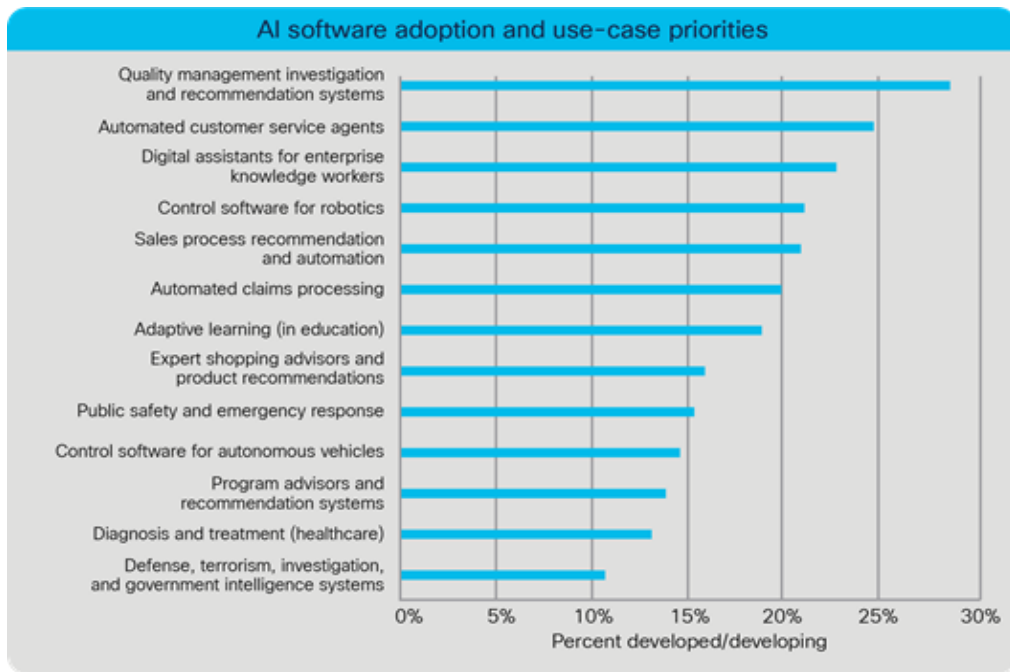 AI software adoption and use-case priorities
Quality management investigation
and recommendation systems
Automated customer service agents
Digital assistants for enterprise
knowledge workers
Control software for robotics
Sales process recommendation
and automation
Automated claims processing
Adaptive learning (in education)
Expert shopping advisors and
product recommendations
Public safety and emergency response
Control software for autonomous vehicles
Program advisors and
recommendation systems
Diagnosis and treatment (healthcare)
Defense, terrorism, investigation,
and government intelligence systems
0% 5% 10% 15% 20% 25% 30%
Percent developed/developing